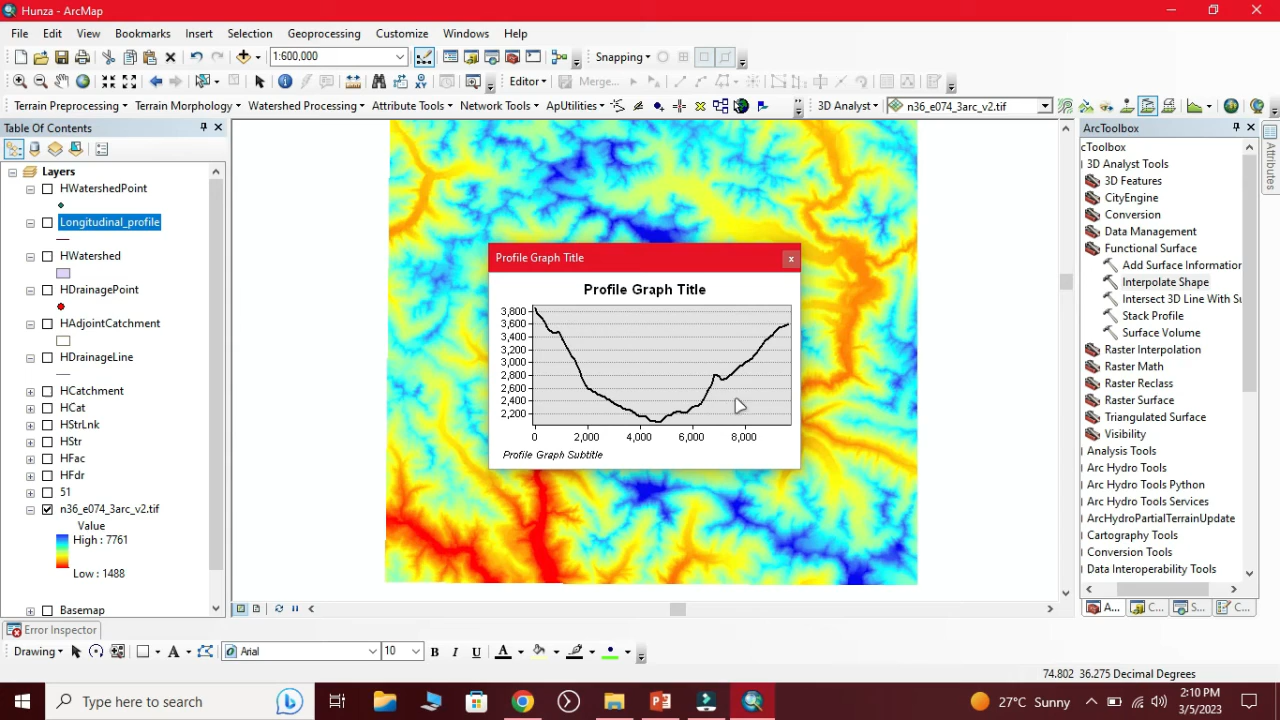 Hunza - ArcMap
File Edit View Bookmarks Insert Selection Geoprocessing Customize Windows Help
1:600,000 Snapping
Editor Merge...
Terrain Preprocessing Terrain Morphology Watershed Processing Attribute Tools Network Tools ApUtilities 3D Analyst n36_e074_3arc_v2.tif
Table Of Contents
Layers
HWatershedPoint
Longitudinal_profile
HWatershed
HDrainagePoint
HAdjointCatchment
HDrainageLine
HCatchment
HCat
HStrLnk
HStr
HFac
HFdr
51
n36_e074_3arc_v2.tif
Value
High : 7761
Low : 1488
Basemap
Profile Graph Title
Profile Graph Title
3,800
3,600
3,400
3,200
3,000
2,800
2,600
2,400
2,200
0 2,000 4,000 6,000 8,000
Profile Graph Subtitle
ArcToolbox
cToolbox
3D Analyst Tools
3D Features
CityEngine
Conversion
Data Management
Functional Surface
Add Surface Information
Interpolate Shape
Intersect 3D Line With Su
Stack Profile
Surface Volume
Raster Interpolation
Raster Math
Raster Reclass
Raster Surface
Triangulated Surface
Visibility
Analysis Tools
Arc Hydro Tools
Arc Hydro Tools Python
Arc Hydro Tools Services
ArcHydroPartialTerrainUpdate
Cartography Tools
Conversion Tools
Data Interoperability Tools
A... C... S... C...
Attributes
Error Inspector
Drawing Arial 10 B I U A
74.802 36.275 Decimal Degrees
Type here to search
27°C Sunny
2:10 PM
3/5/2023